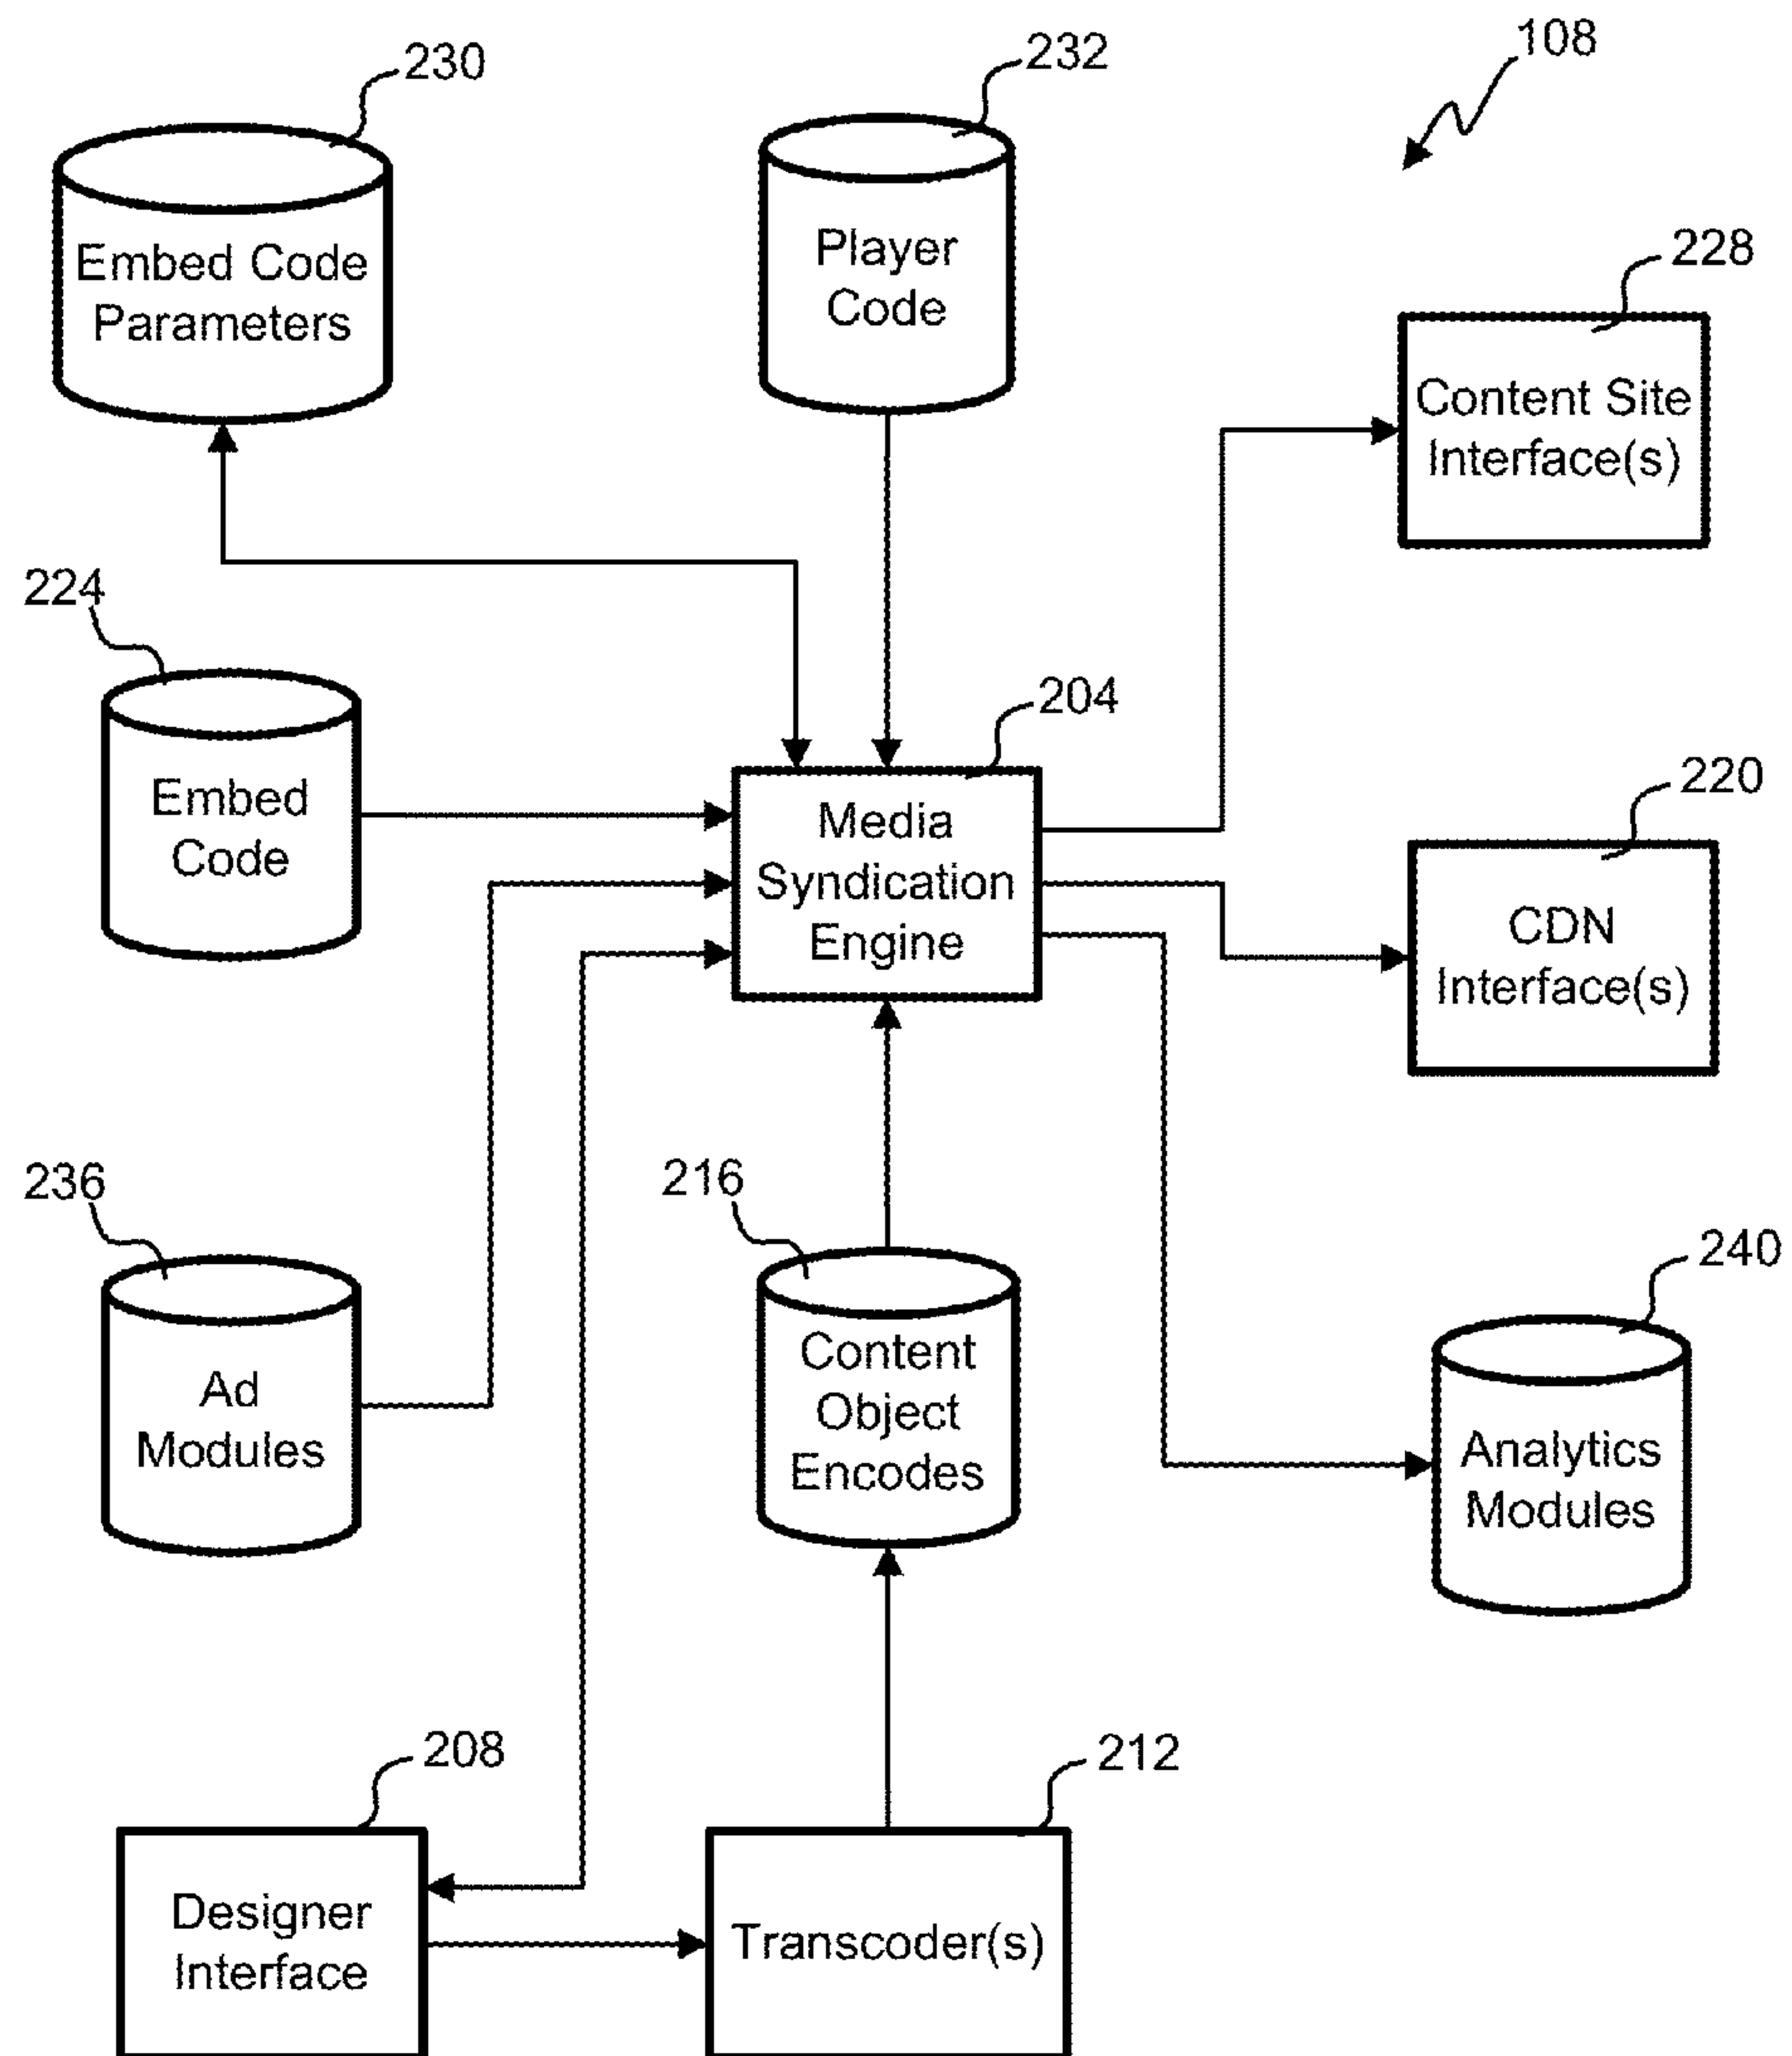 108
230
232
Embed Code
Parameters
Player
Code
228
Content Site
Interface(s)
224
Embed
Code
204
Media
Syndication
Engine
220
CDN
Interface(s)
236
Ad
Modules
216
Content
Object
Encodes
240
Analytics
Modules
208
Designer
Interface
212
Transcoder(s)